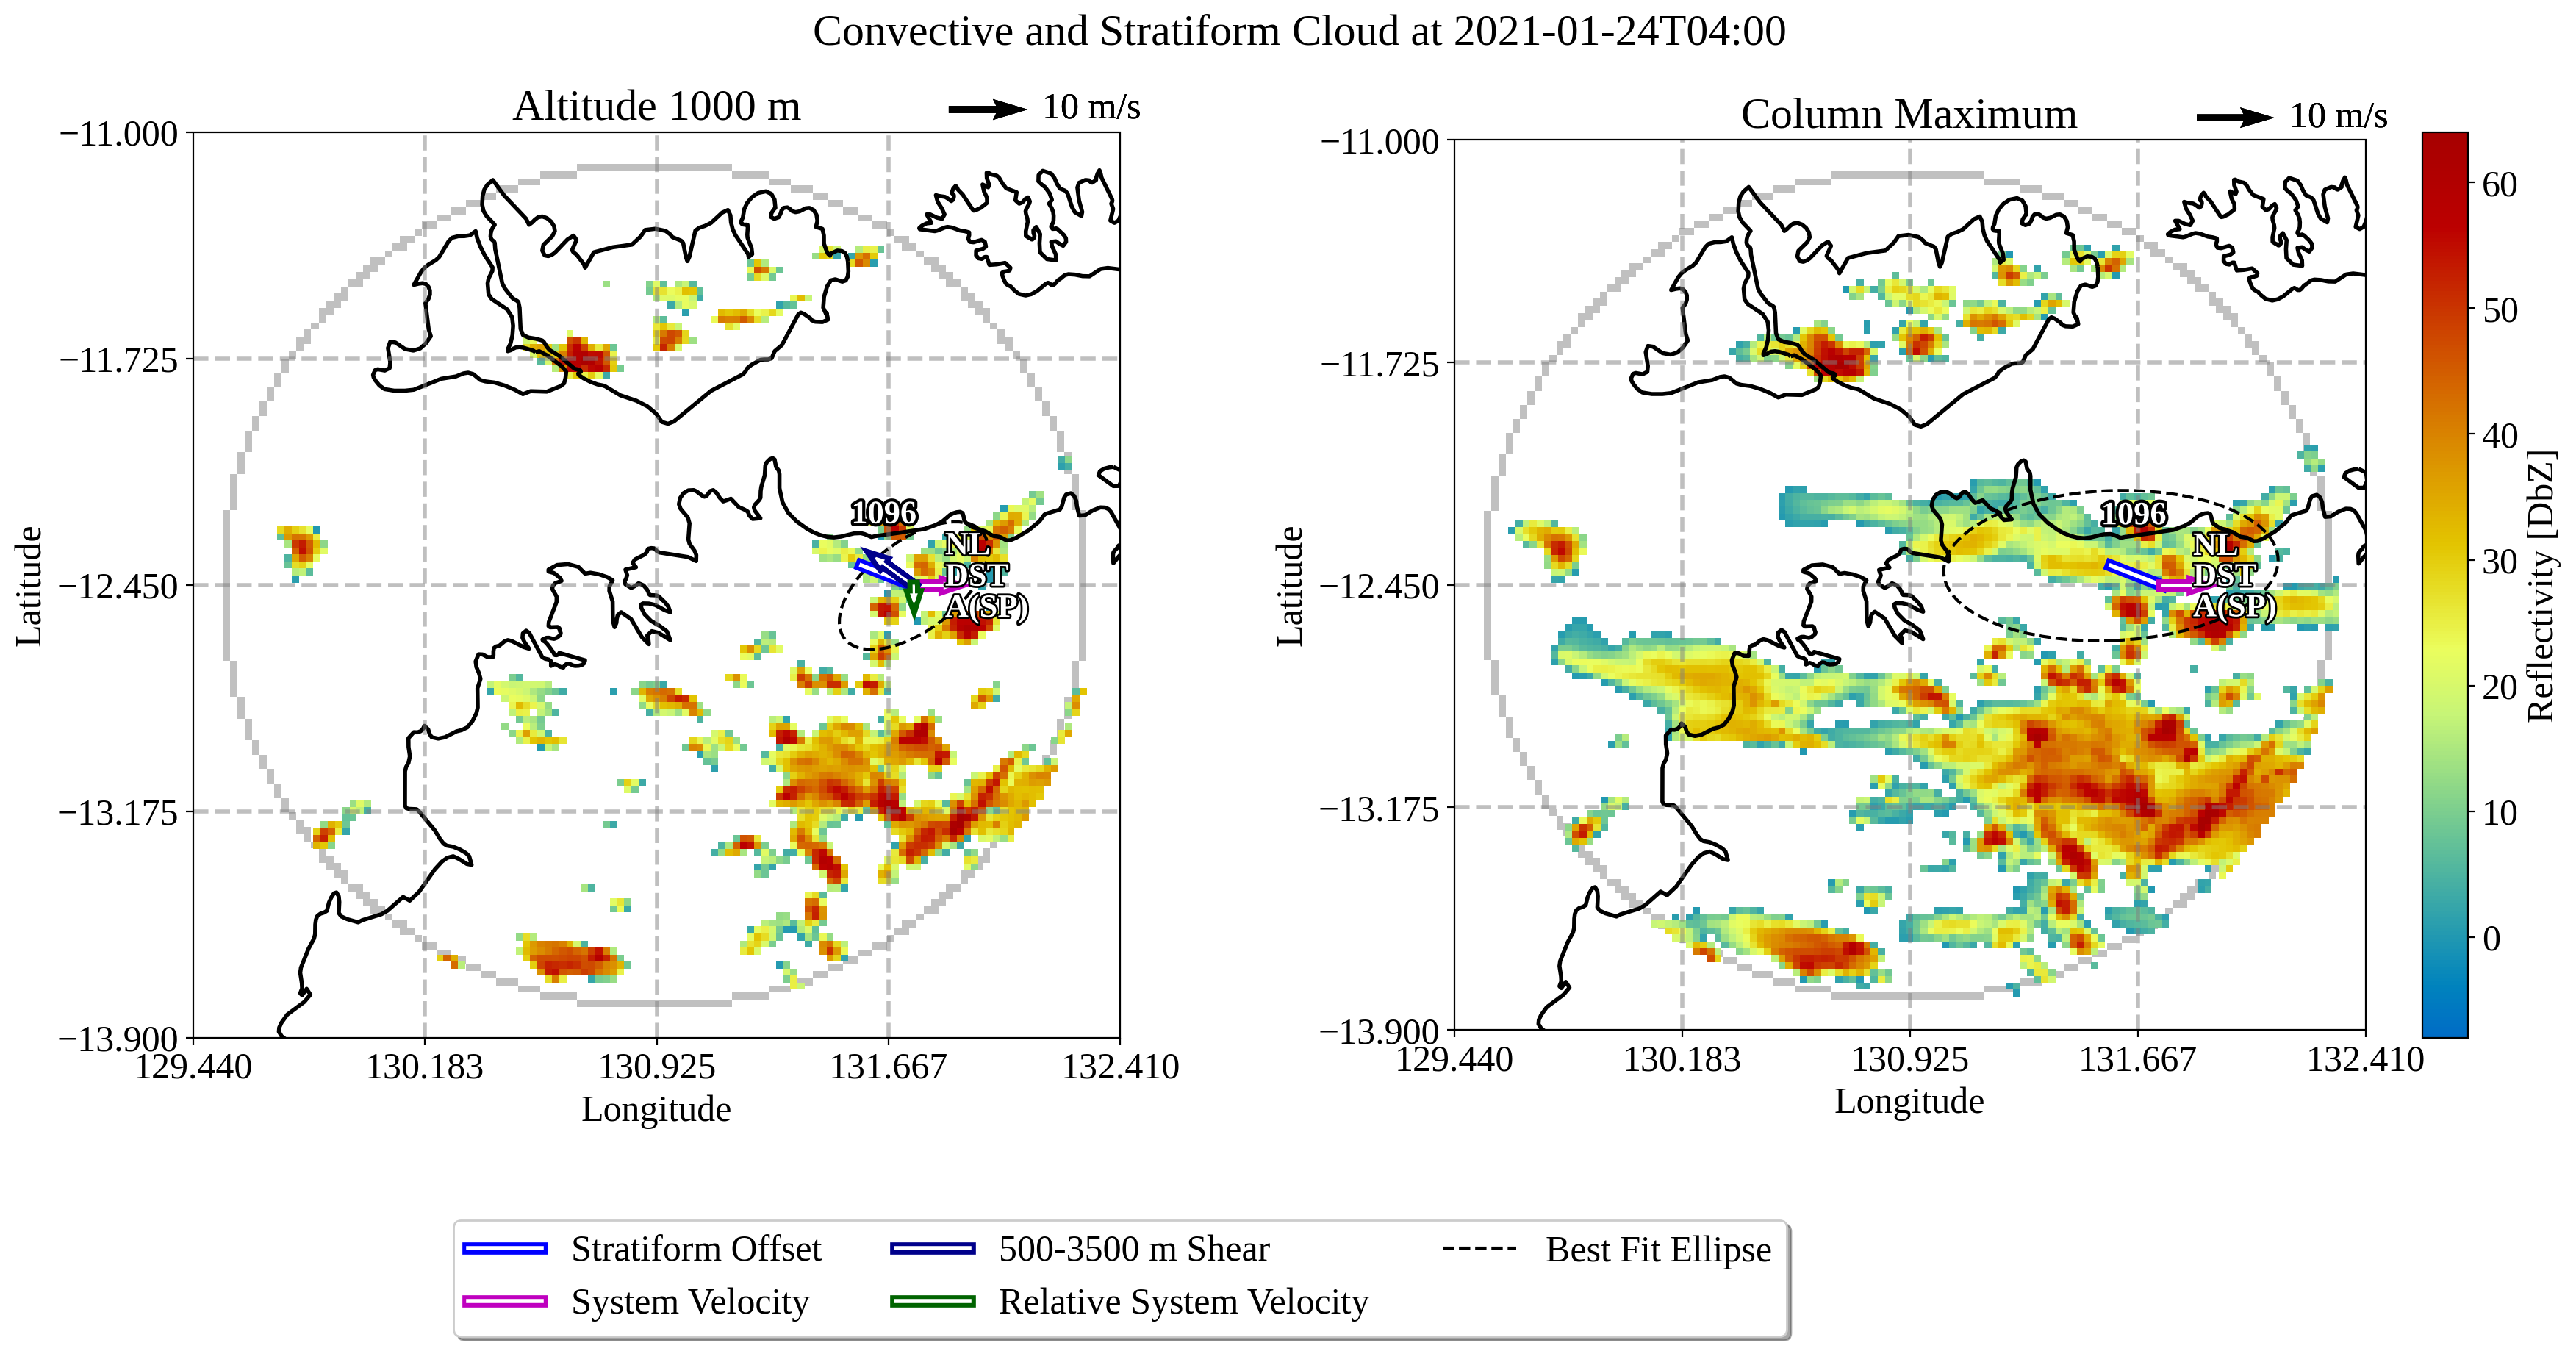 Convective and Stratiform Cloud at 2021-01-24T04:00
Altitude 1000 m
10 m/s
−11.000
−11.725
−12.450
−13.175
−13.900
129.440
130.183
130.925
131.667
132.410
Latitude
Longitude
1096
NL
DST
A(SP)
Column Maximum
10 m/s
−11.000
−11.725
−12.450
−13.175
−13.900
129.440
130.183
130.925
131.667
132.410
Latitude
Longitude
1096
NL
DST
A(SP)
60
50
40
30
20
10
0
Reflectivity [DbZ]
Stratiform Offset
500-3500 m Shear
Best Fit Ellipse
System Velocity
Relative System Velocity